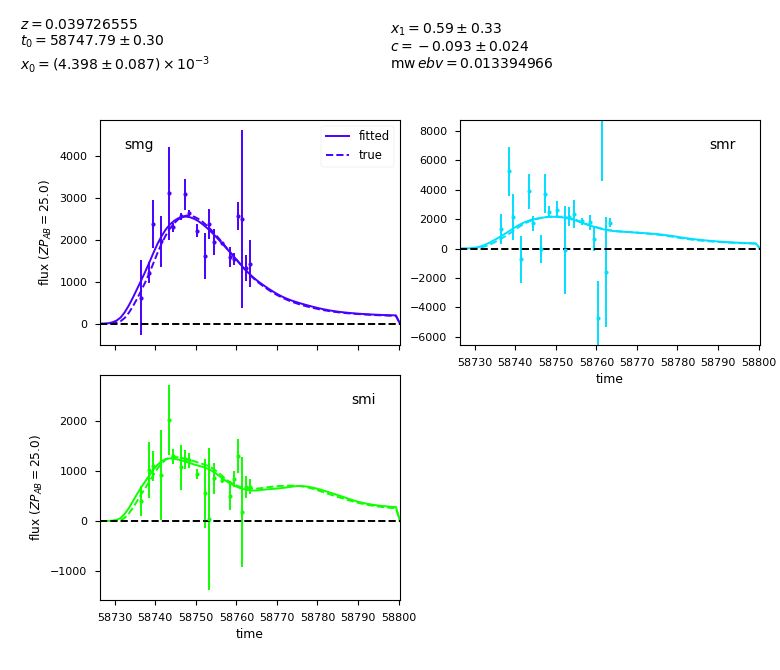 z = 0.039726555
t₀ = 58747.79 ± 0.30
x₀ = (4.398 ± 0.087) × 10⁻³
x₁ = 0.59 ± 0.33
c = −0.093 ± 0.024
mw ebv = 0.013394966
smg
fitted
true
4000
3000
2000
1000
0
flux (ZP_AB = 25.0)
smr
8000
6000
4000
2000
0
−2000
−4000
−6000
58730 58740 58750 58760 58770 58780 58790 58800
time
smi
2000
1000
0
−1000
flux (ZP_AB = 25.0)
58730 58740 58750 58760 58770 58780 58790 58800
time